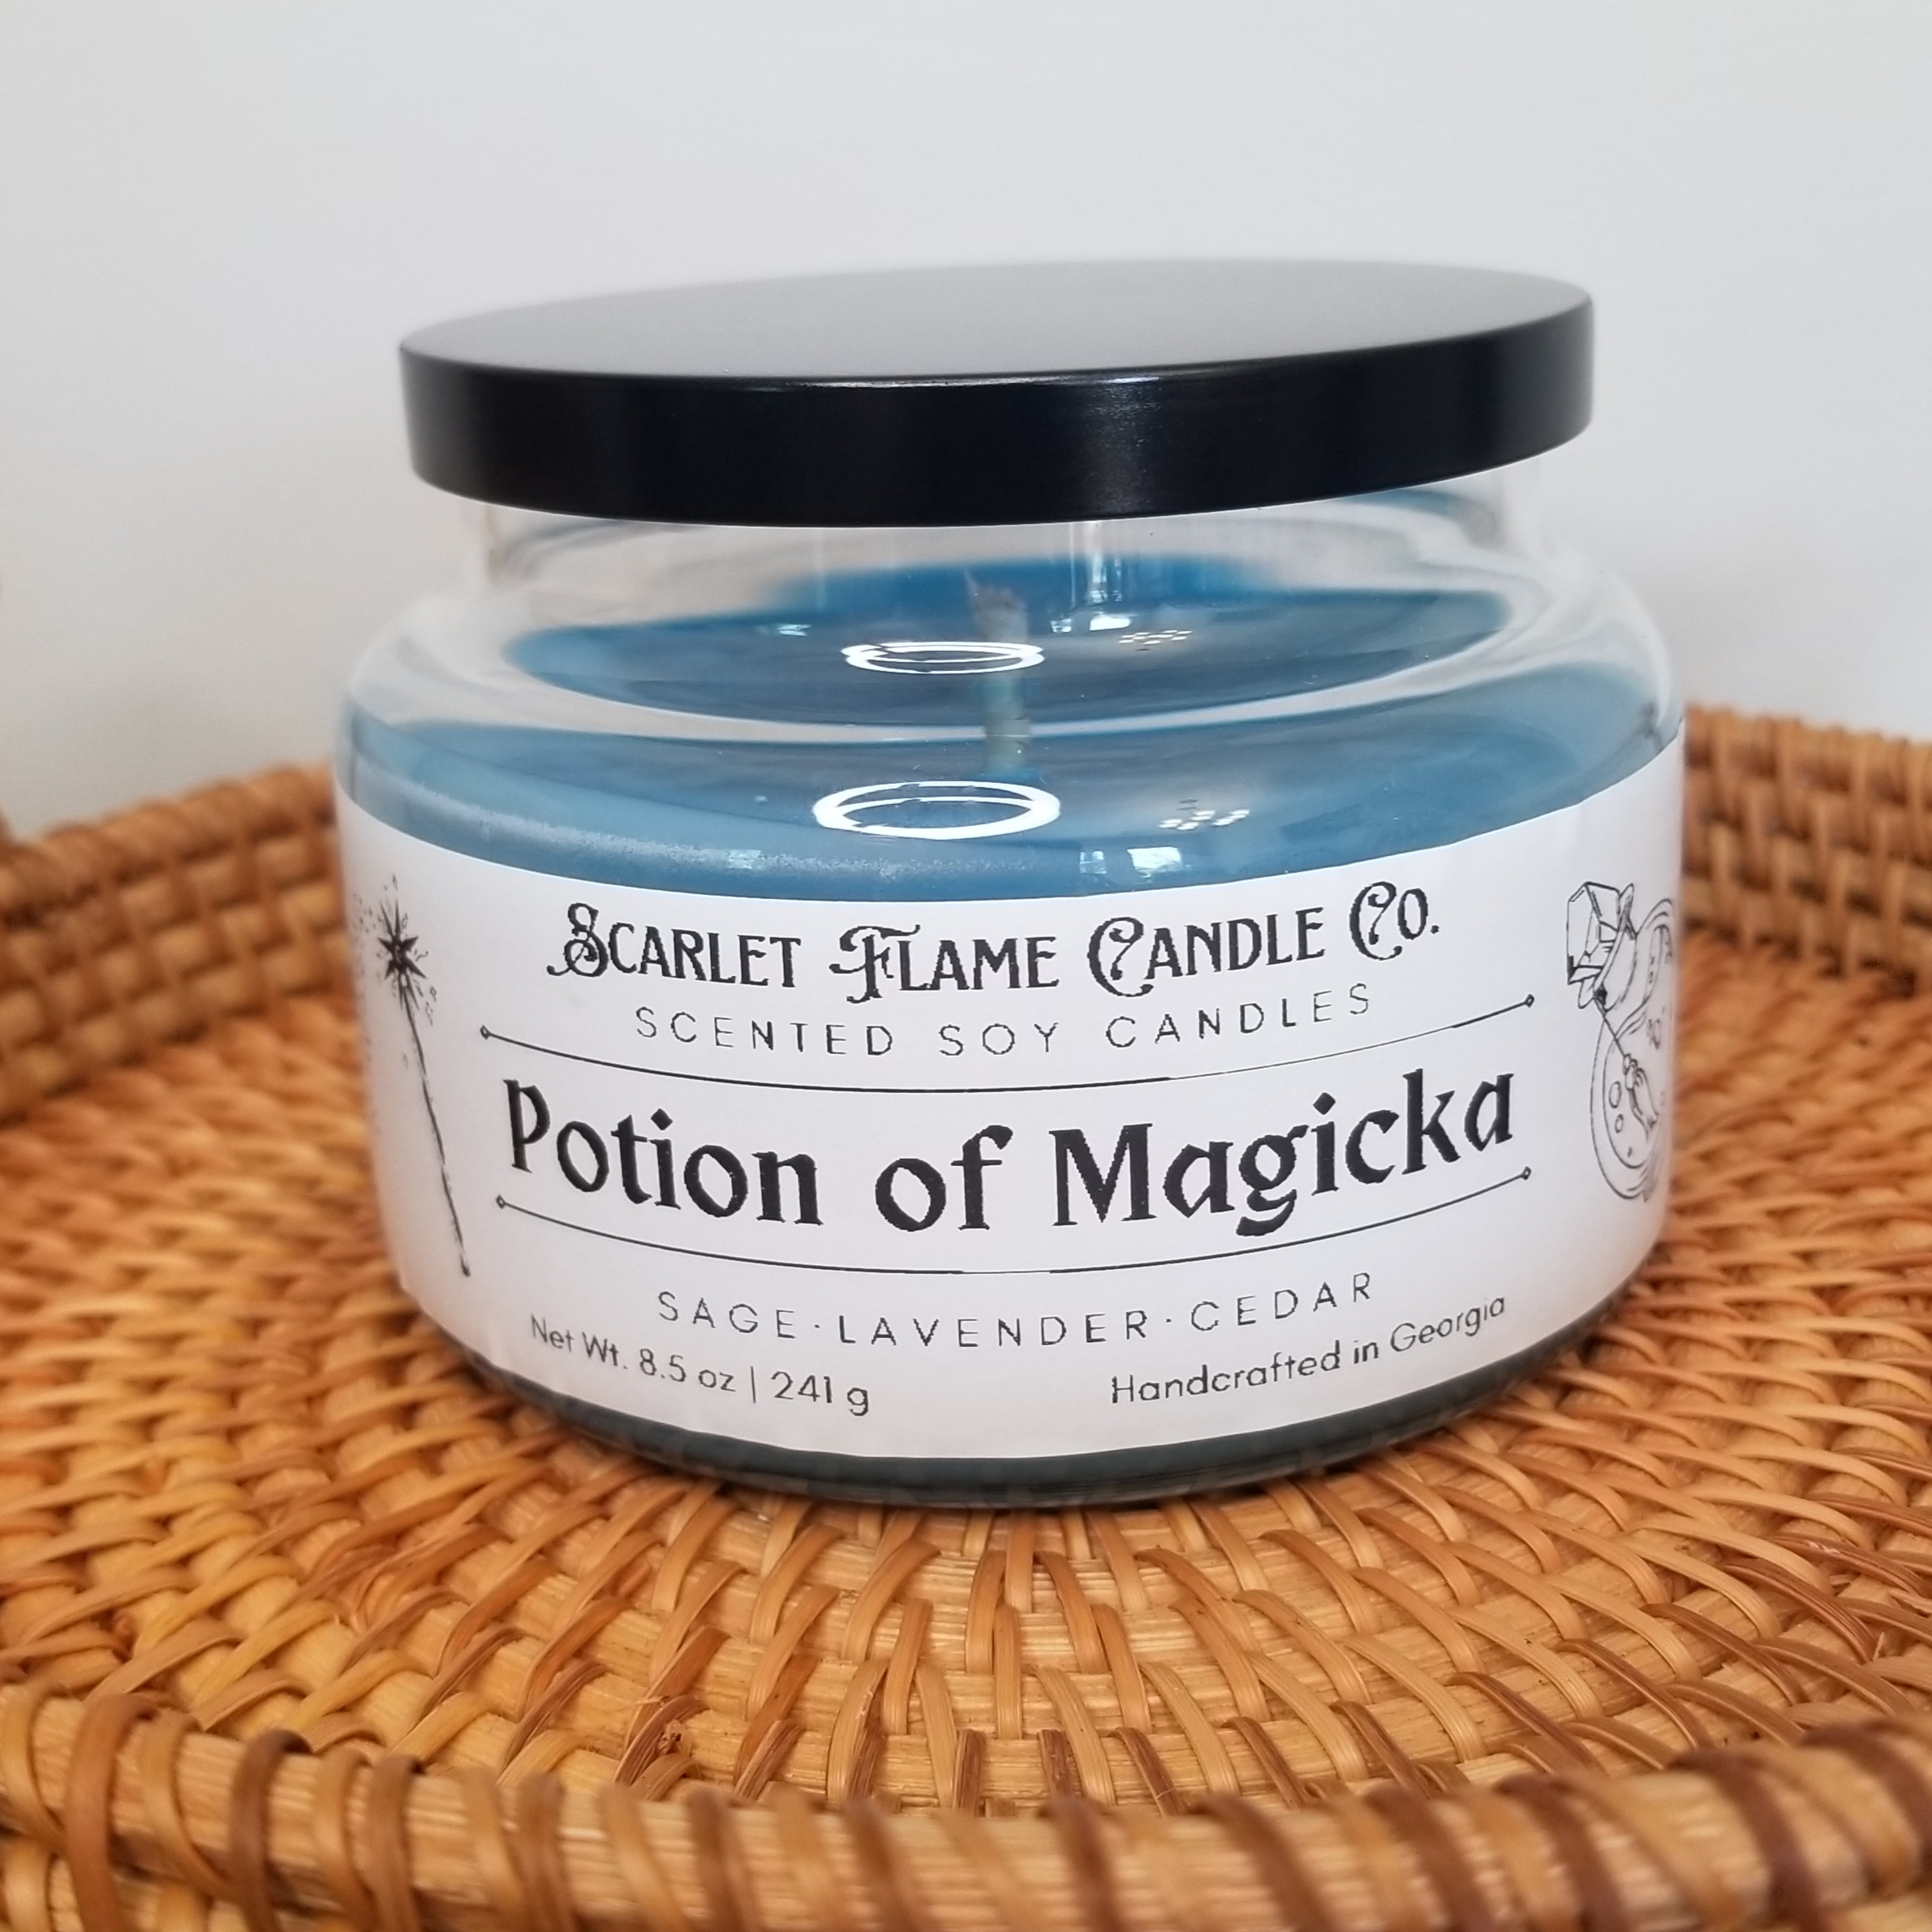 Scarlet Flame Candle Co.
SCENTED SOY CANDLES
Potion of Magicka
SAGE·LAVENDER·CEDAR
Net Wt. 8.5 oz | 241 g
Handcrafted in Georgia